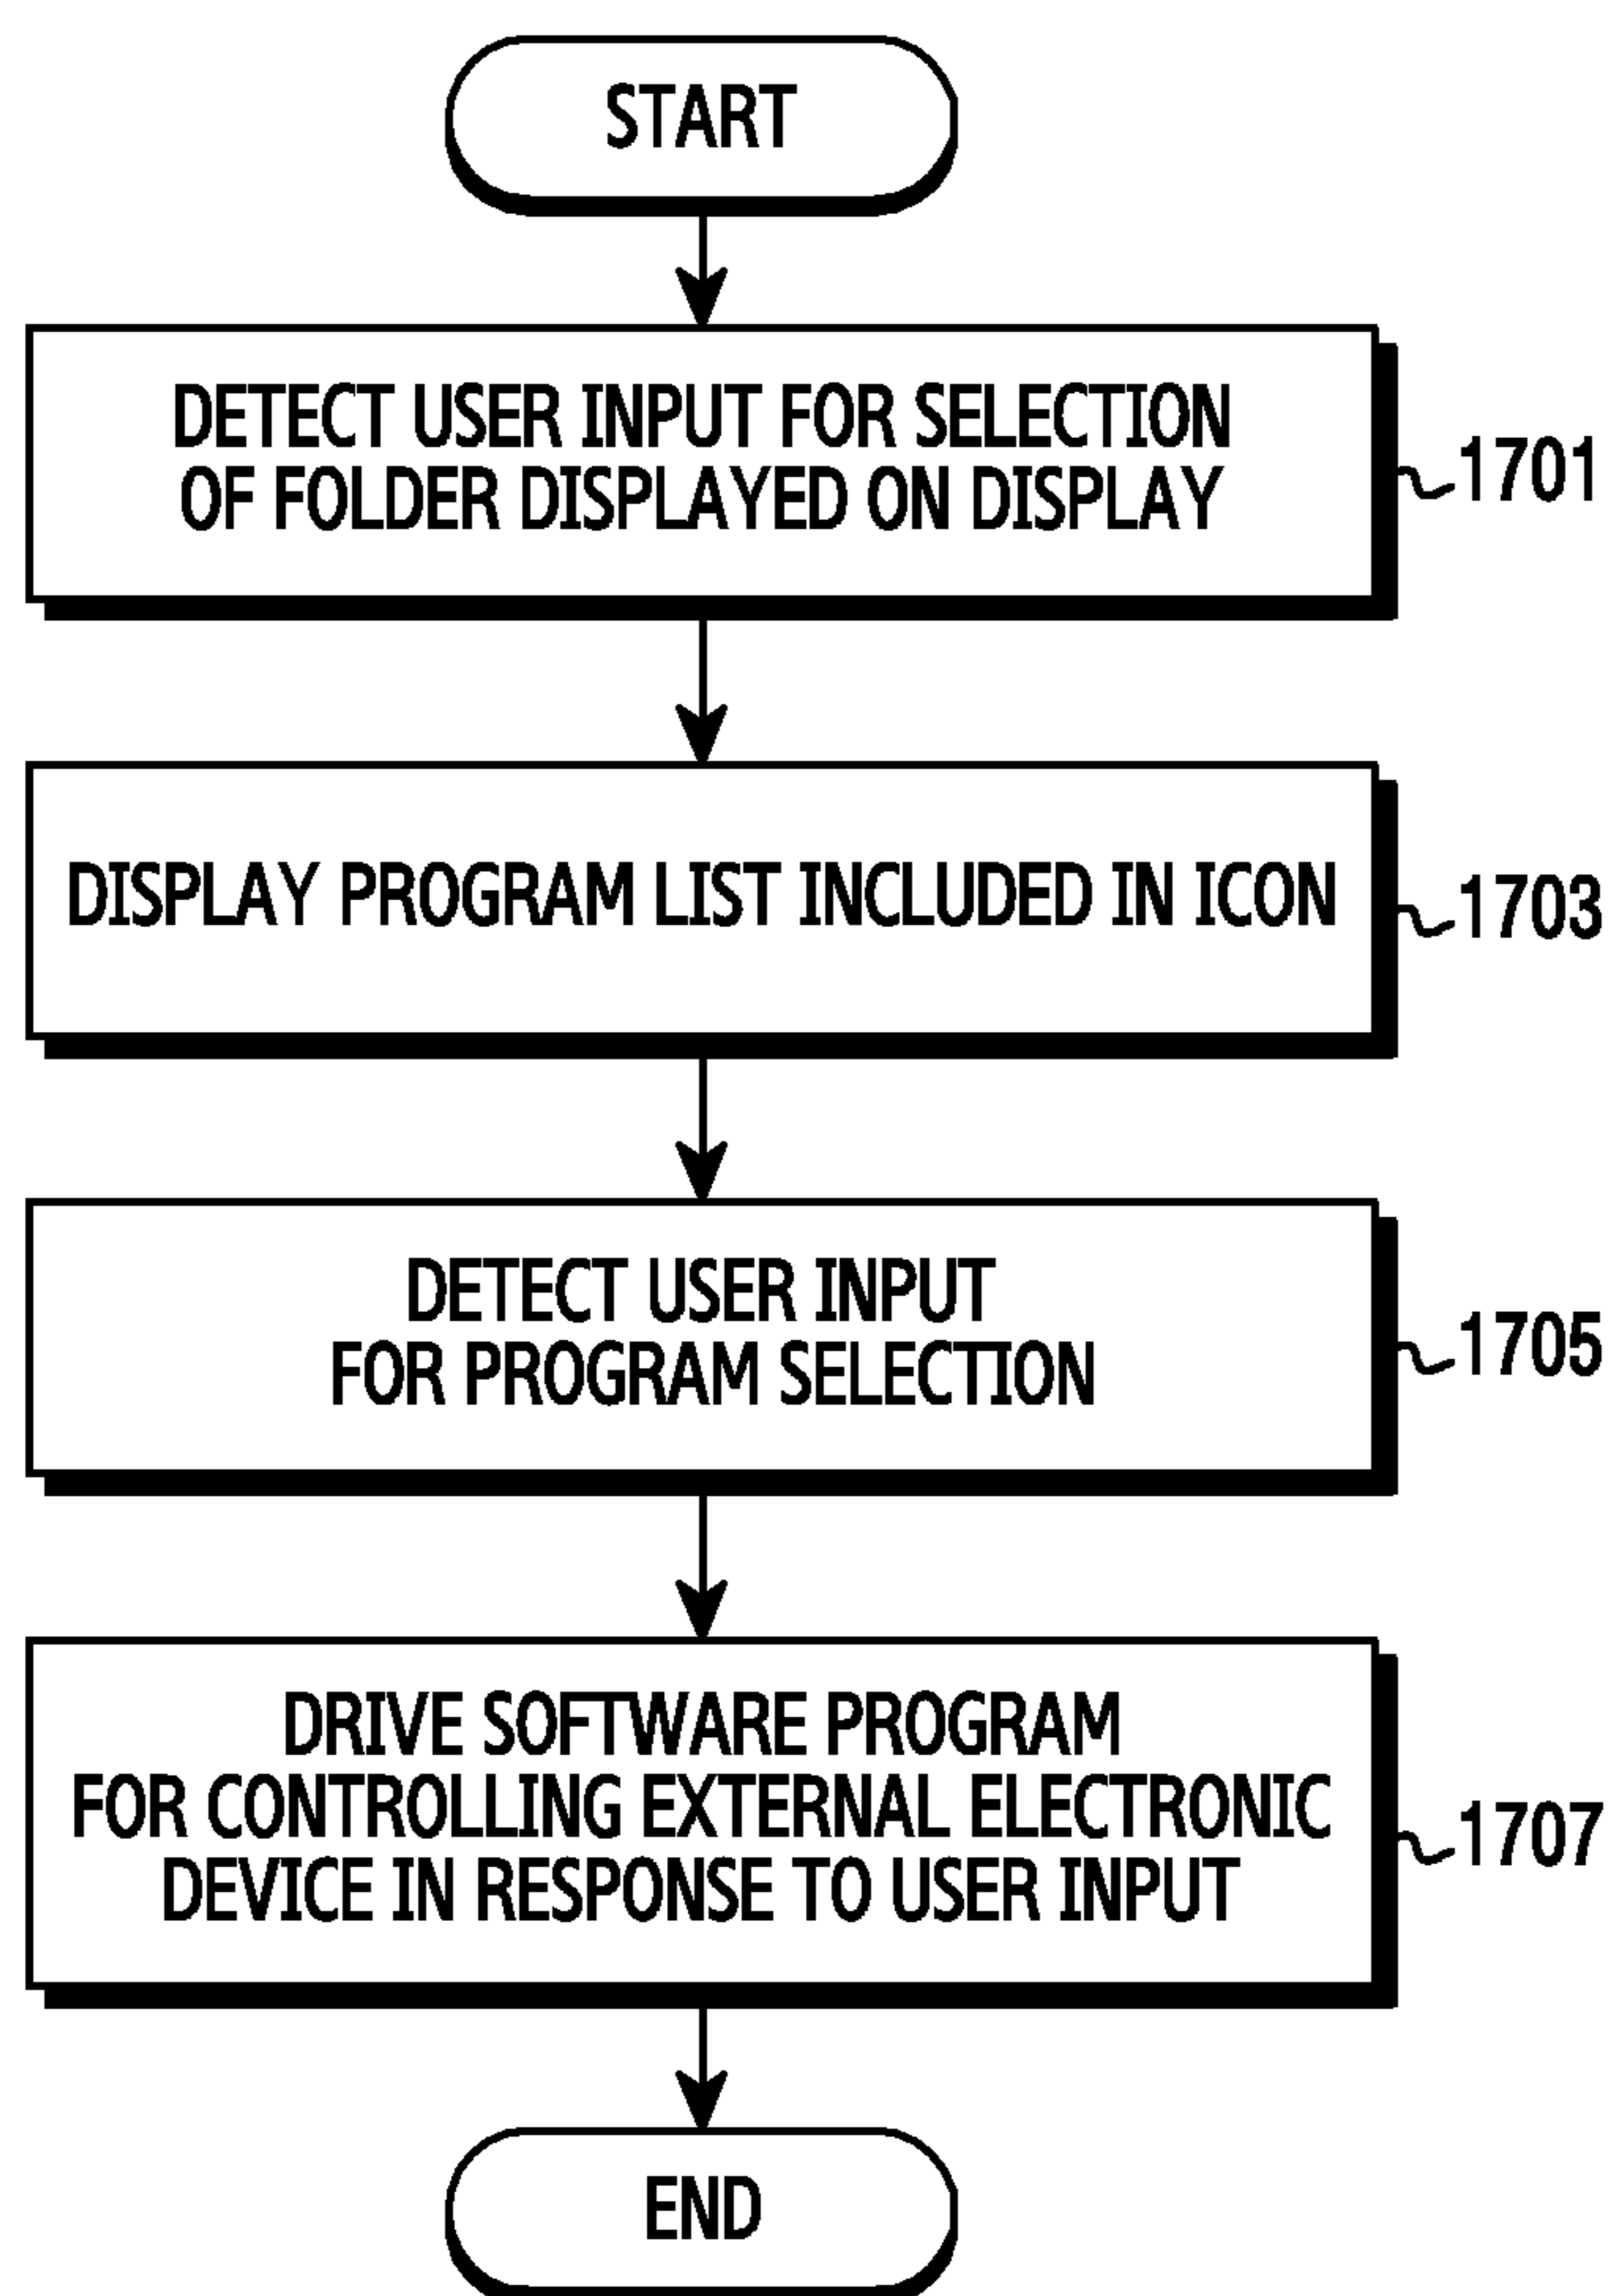 START
DETECT USER INPUT FOR SELECTION
OF FOLDER DISPLAYED ON DISPLAY
1701
DISPLAY PROGRAM LIST INCLUDED IN ICON
1703
DETECT USER INPUT
FOR PROGRAM SELECTION
1705
DRIVE SOFTWARE PROGRAM
FOR CONTROLLING EXTERNAL ELECTRONIC
DEVICE IN RESPONSE TO USER INPUT
1707
END